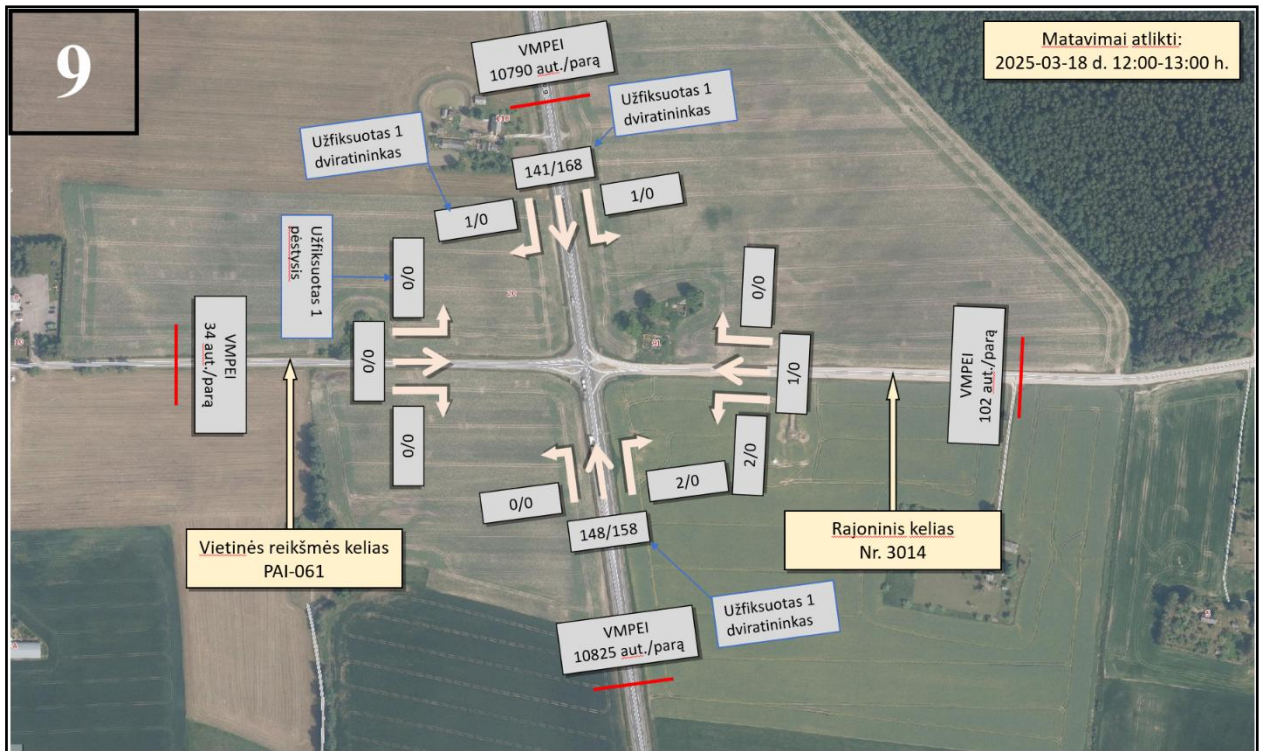 9
VMPEI
10790 aut./parą
Matavimai atlikti:
2025-03-18 d. 12:00-13:00 h.
Užfiksuotas 1
dviratininkas
Užfiksuotas 1
dviratininkas
141/168
1/0
1/0
Užfiksuotas 1
pėstysis
0/0
0/0
0/0
VMPEI
34 aut./parą
0/0
1/0
2/0
VMPEI
102 aut./parą
0/0
2/0
148/158
Vietinės reikšmės kelias
PAI-061
Rajoninis kelias
Nr. 3014
Užfiksuotas 1
dviratininkas
VMPEI
10825 aut./parą